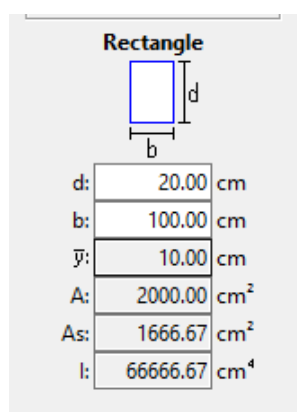 Rectangle
d
b
d: 20.00 cm
b: 100.00 cm
y̅: 10.00 cm
A: 2000.00 cm²
As: 1666.67 cm²
I: 66666.67 cm⁴